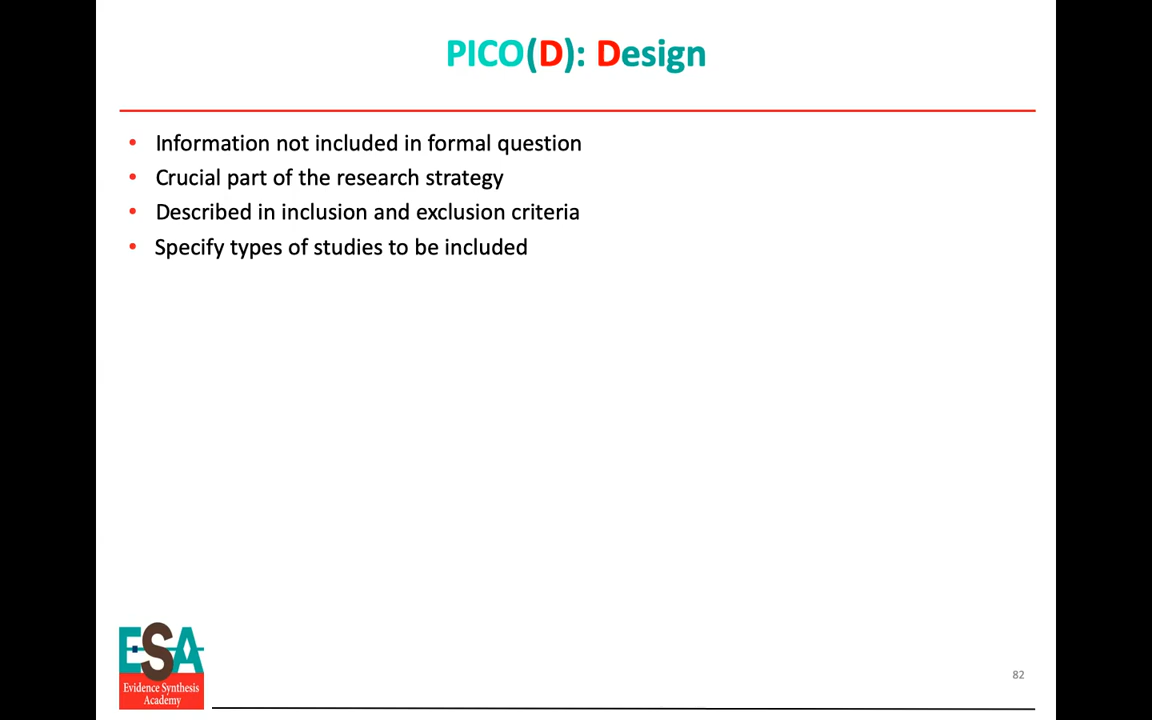 PICO(D): Design
• Information not included in formal question
• Crucial part of the research strategy
• Described in inclusion and exclusion criteria
• Specify types of studies to be included
ESA
Evidence Synthesis
Academy
82